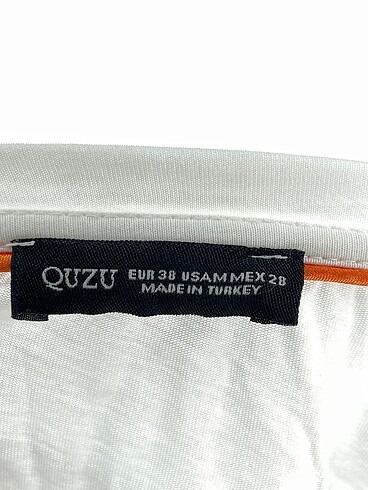 QUZU EUR 38 USA M MEX 28
MADE IN TURKEY